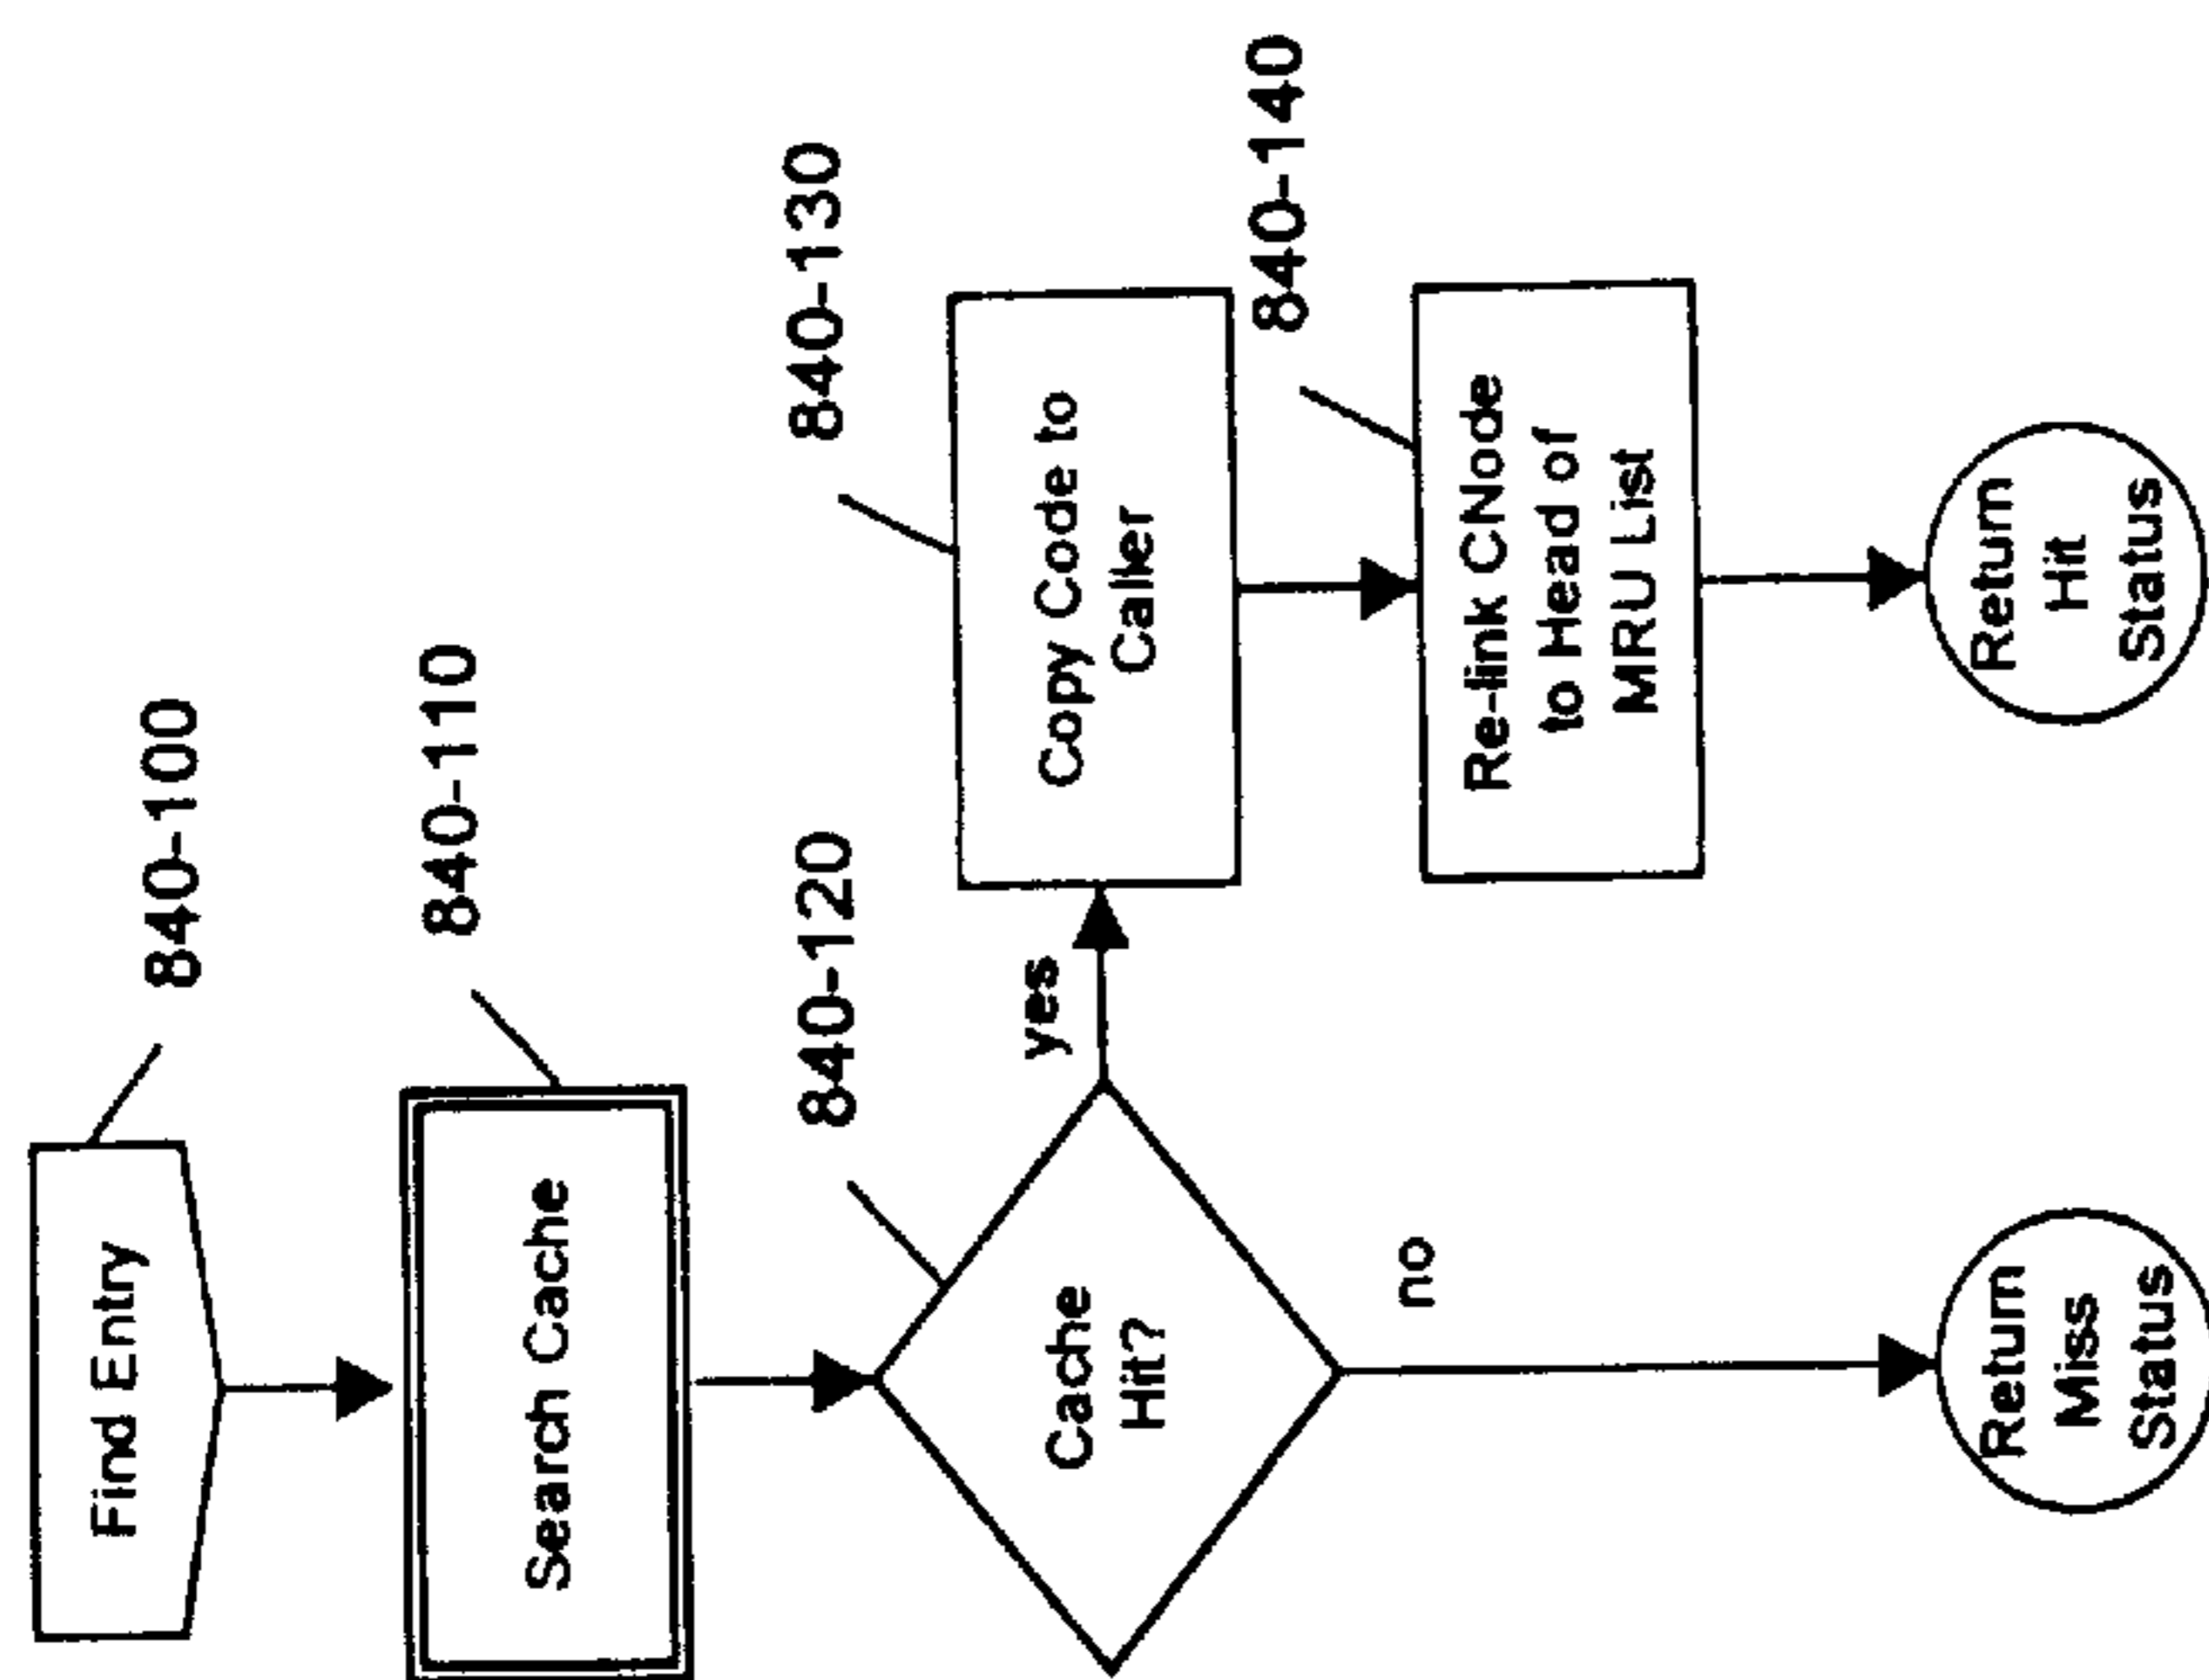 840-100
Find Entry
840-110
Search Cache
840-120
Cache
Hit?
yes
no
840-130
Copy Code to
Caller
840-140
Re-link CNode
to Head of
MRU List
Return
Hit
Status
Return
Miss
Status